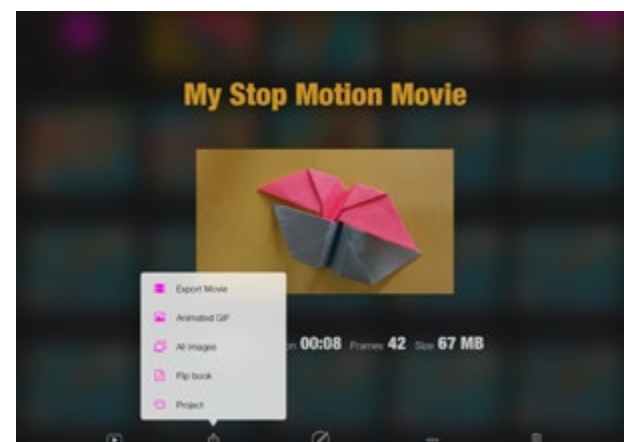 My Stop Motion Movie
Export Movie
Animated GIF
All Images
Flip book
Project
on 00:08 Frames 42 Size 67 MB